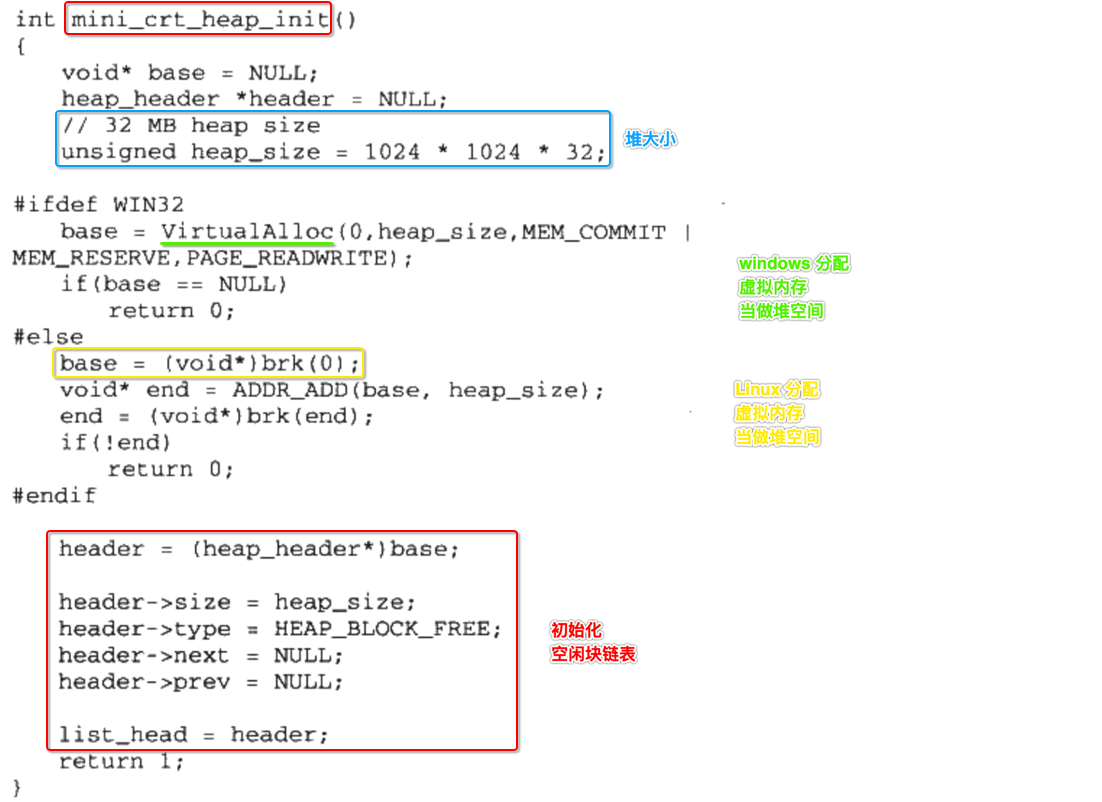 int mini_crt_heap_init()
{
void* base = NULL;
heap_header *header = NULL;
// 32 MB heap size
unsigned heap_size = 1024 * 1024 * 32;
堆大小
#ifdef WIN32
base = VirtualAlloc(0,heap_size,MEM_COMMIT |
MEM_RESERVE,PAGE_READWRITE);
if(base == NULL)
return 0;
windows 分配
虚拟内存
当做堆空间
#else
base = (void*)brk(0);
void* end = ADDR_ADD(base, heap_size);
end = (void*)brk(end);
if(!end)
return 0;
#endif
Linux 分配
虚拟内存
当做堆空间
header = (heap_header*)base;
header->size = heap_size;
header->type = HEAP_BLOCK_FREE;
header->next = NULL;
header->prev = NULL;
list_head = header;
初始化
空闲块链表
return 1;
}